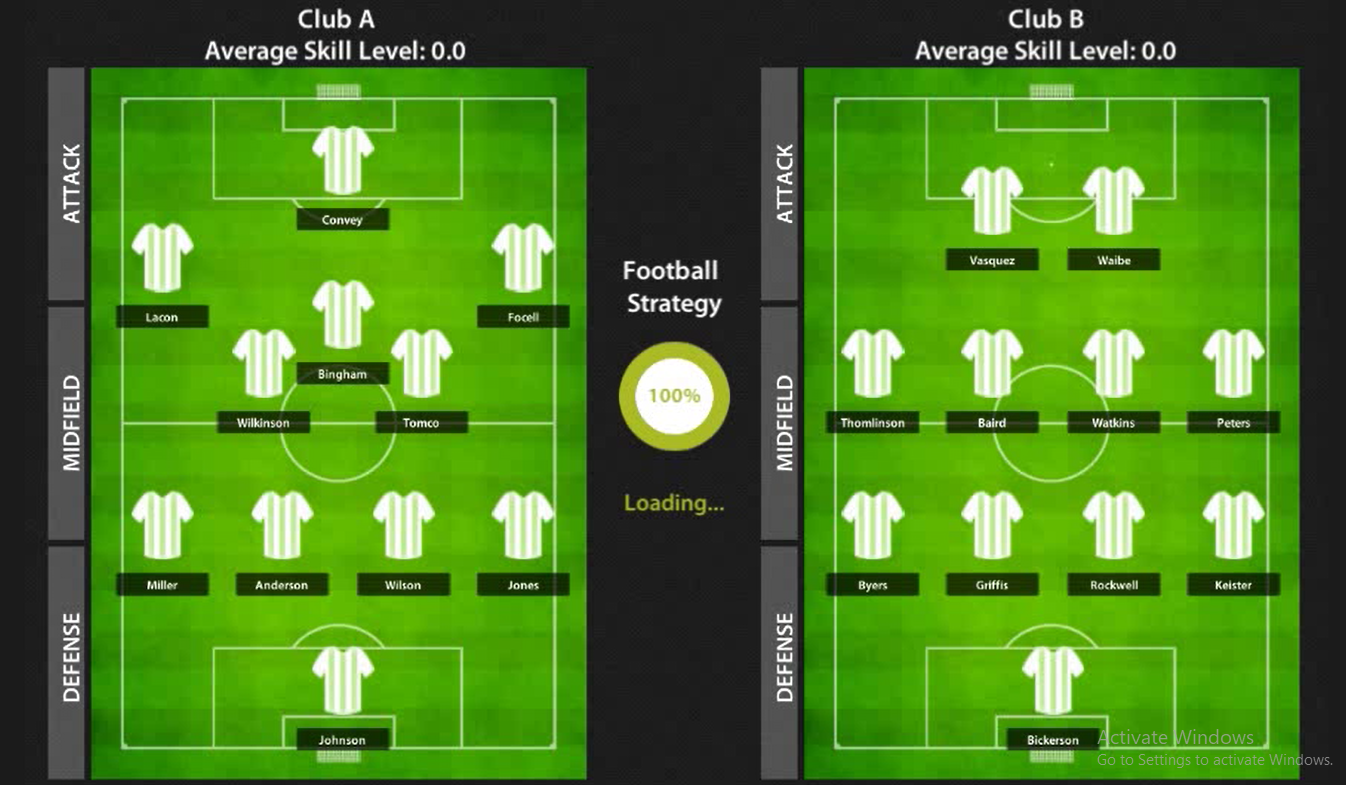 Club A
Average Skill Level: 0.0
ATTACK
MIDFIELD
DEFENSE
Convey
Lacon
Focell
Bingham
Wilkinson
Tomco
Miller
Anderson
Wilson
Jones
Johnson
Football
Strategy
100%
Loading...
Club B
Average Skill Level: 0.0
ATTACK
MIDFIELD
DEFENSE
Vasquez
Waibe
Thomlinson
Baird
Watkins
Peters
Byers
Griffis
Rockwell
Keister
Bickerson
Activate Windows
Go to Settings to activate Windows.